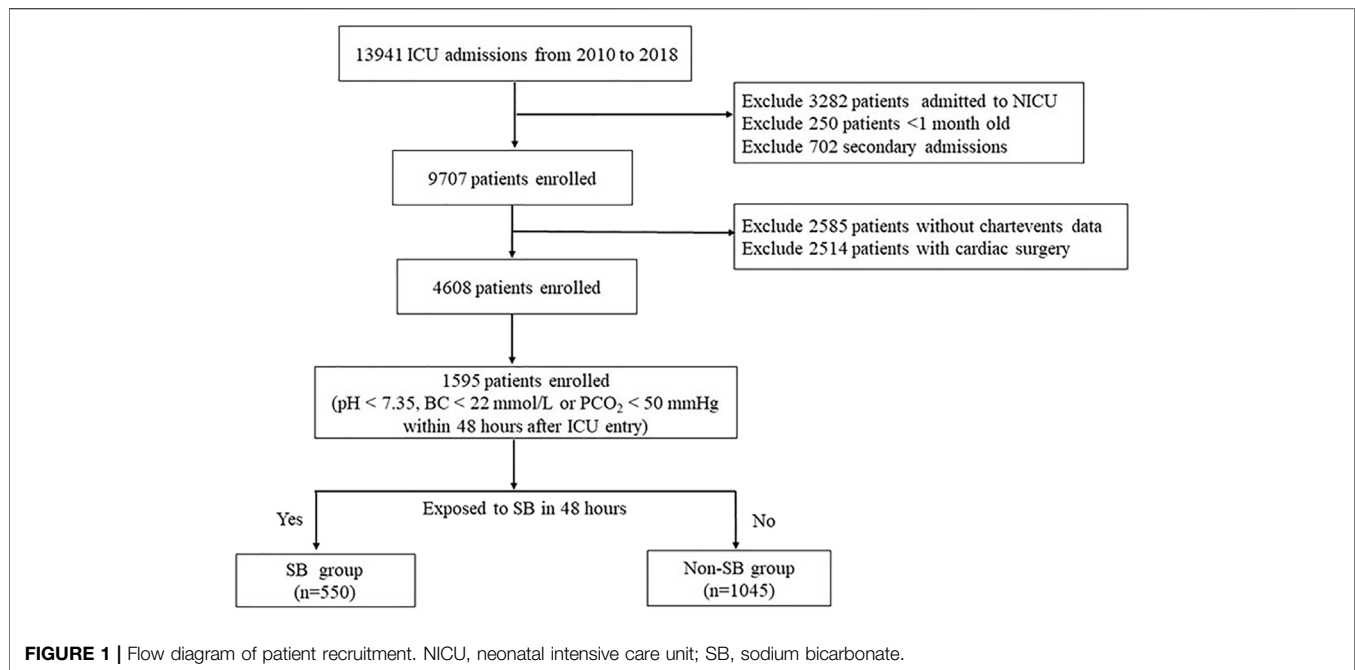 13941 ICU admissions from 2010 to 2018
Exclude 3282 patients admitted to NICU
Exclude 250 patients <1 month old
Exclude 702 secondary admissions
9707 patients enrolled
Exclude 2585 patients without chartevents data
Exclude 2514 patients with cardiac surgery
4608 patients enrolled
1595 patients enrolled
(pH < 7.35, BC < 22 mmol/L or PCO₂ < 50 mmHg
within 48 hours after ICU entry)
Exposed to SB in 48 hours
Yes
No
SB group
(n=550)
Non-SB group
(n=1045)
FIGURE 1 | Flow diagram of patient recruitment. NICU, neonatal intensive care unit; SB, sodium bicarbonate.